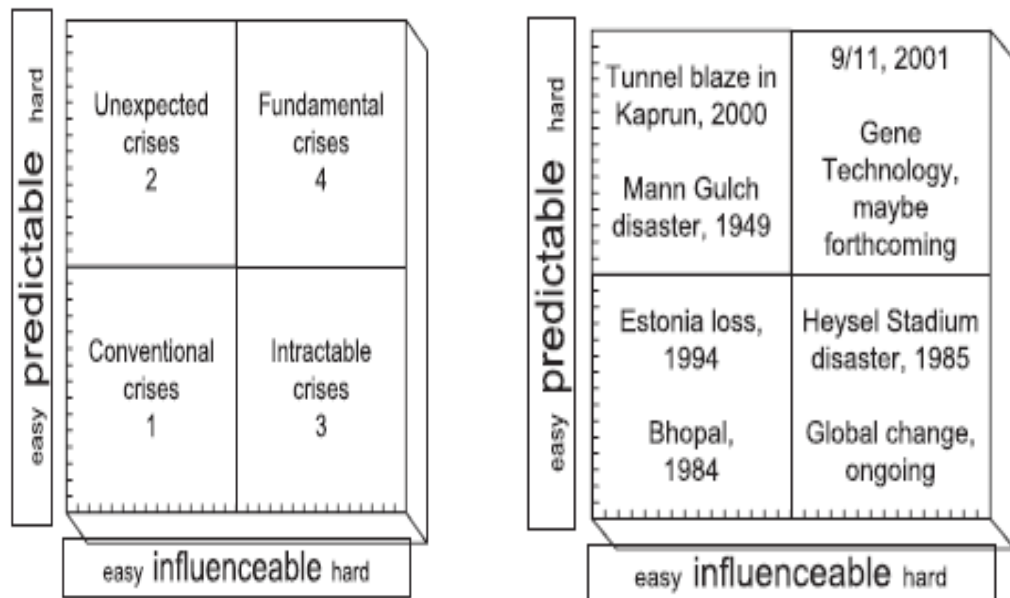 easy predictable hard
Unexpected
crises
2
Fundamental
crises
4
Conventional
crises
1
Intractable
crises
3
easy influenceable hard
easy predictable hard
Tunnel blaze in
Kaprun, 2000
Mann Gulch
disaster, 1949
9/11, 2001
Gene
Technology,
maybe
forthcoming
Estonia loss,
1994
Bhopal,
1984
Heysel Stadium
disaster, 1985
Global change,
ongoing
easy influenceable hard